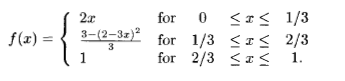 2x for 0 ≤ x ≤ 1/3
f(x) = { 3−(2−3x)² / 3 for 1/3 ≤ x ≤ 2/3
1 for 2/3 ≤ x ≤ 1.